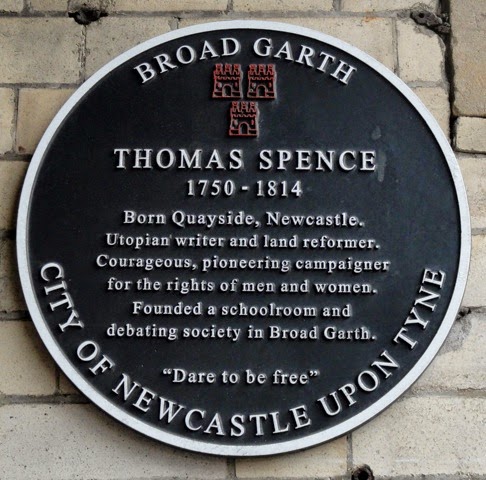 BROAD GARTH
THOMAS SPENCE
1750 - 1814
Born Quayside, Newcastle.
Utopian writer and land reformer.
Courageous, pioneering campaigner
for the rights of men and women.
Founded a schoolroom and
debating society in Broad Garth.
"Dare to be free"
CITY OF NEWCASTLE UPON TYNE